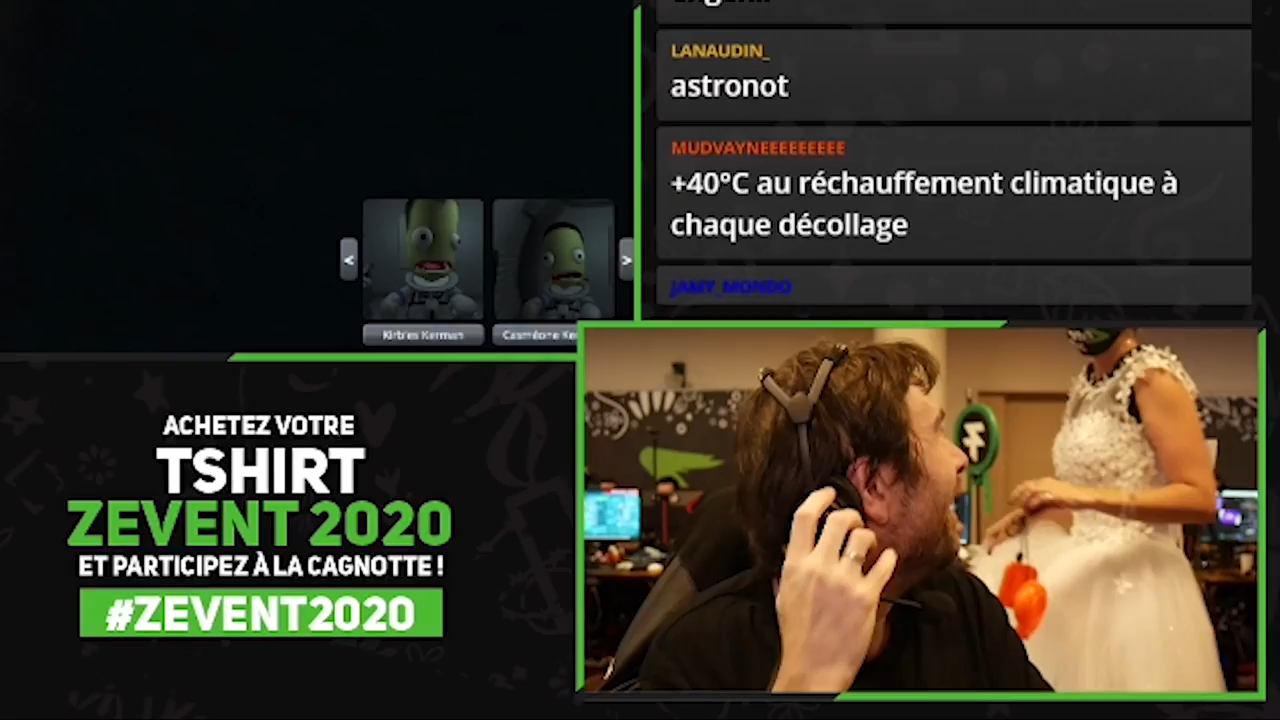 LANAUDIN_
astronot
MUDVAYNEEEEEEEEE
+40°C au réchauffement climatique à
chaque décollage
JAMY_MONDO
<
>
Kirbres Kerman
ACHETEZ VOTRE
TSHIRT
ZEVENT 2020
ET PARTICIPEZ À LA CAGNOTTE !
#ZEVENT2020